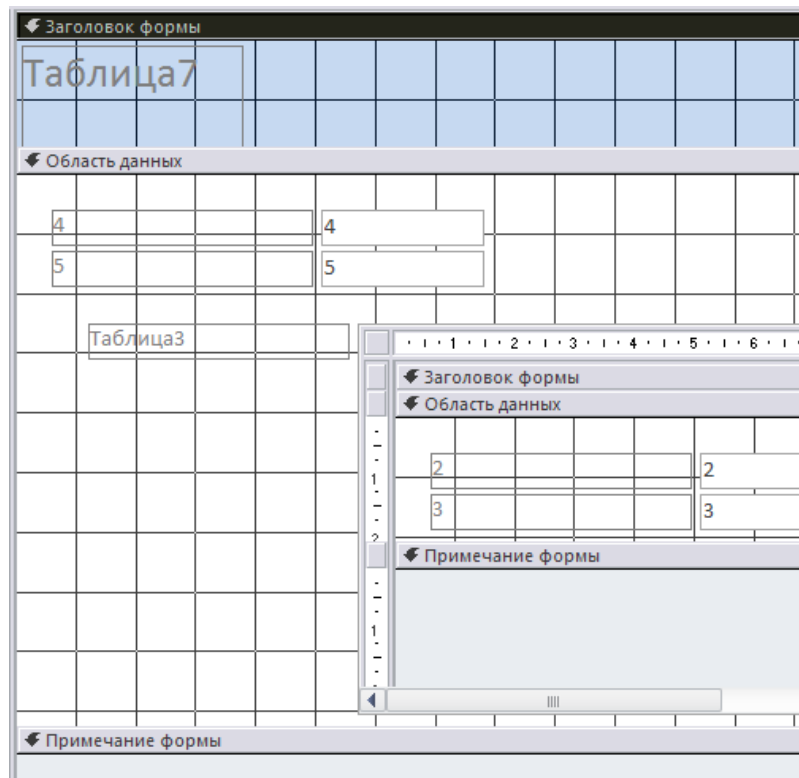 Заголовок формы
Таблица7
Область данных
4 4
5 5
Таблица3
1 2 3 4 5 6
Заголовок формы
Область данных
2 2
1
3 3
2
Примечание формы
1
Примечание формы